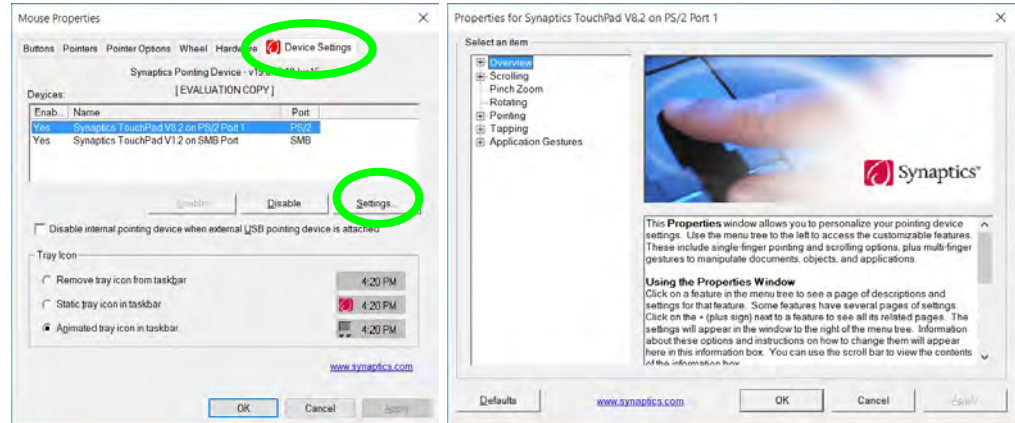 Mouse Properties
Buttons Pointers Pointer Options Wheel Hardware Device Settings
Synaptics Pointing Device -
[EVALUATION COPY]
Devices:
Enab... Name Port
Yes Synaptics TouchPad V8.2 on PS/2 Port 1 PS/2
Yes Synaptics TouchPad V1.2 on SMB Port SMB
Enable Disable Settings...
Disable internal pointing device when external USB pointing device is attached
Tray Icon
Remove tray icon from taskbar 4:20 PM
Static tray icon in taskbar 4:20 PM
Animated tray icon in taskbar 4:20 PM
www.synaptics.com
OK Cancel Apply
Properties for Synaptics TouchPad V8.2 on PS/2 Port 1
Select an item
Overview
Scrolling
Pinch Zoom
Rotating
Pointing
Tapping
Application Gestures
Synaptics™
This Properties window allows you to personalize your pointing device
settings. Use the menu tree to the left to access the customizable features.
These include single-finger pointing and scrolling options, plus multi-finger
gestures to manipulate documents, objects, and applications.
Using the Properties Window
Click on a feature in the menu tree to see a page of descriptions and
settings for that feature. Some features have several pages of settings.
Click on the + (plus sign) next to a feature to see all its related pages. The
settings will appear in the window to the right of the menu tree. Information
about these options and instructions on how to change them will appear
here in this information box. You can use the scroll bar to view the contents
of the information box.
Defaults www.synaptics.com OK Cancel Apply